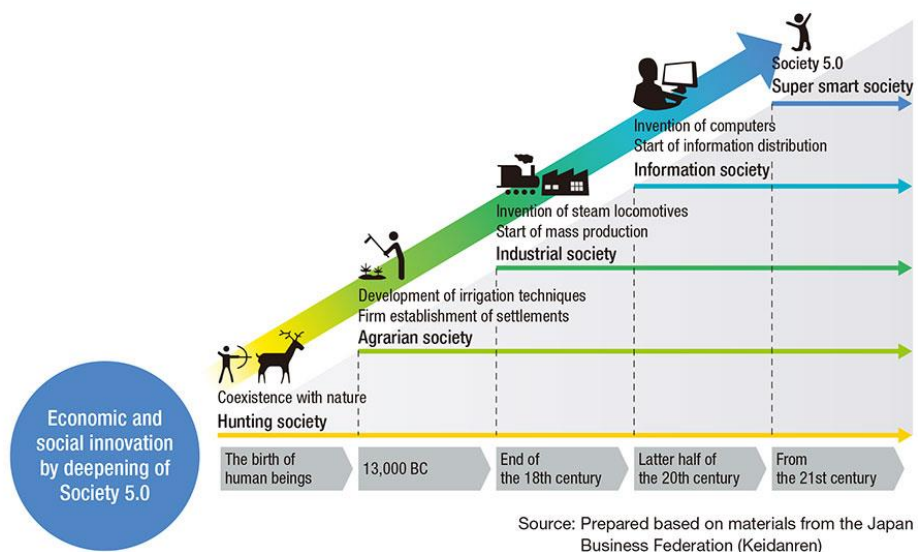 Society 5.0
Super smart society
Invention of computers
Start of information distribution
Information society
Invention of steam locomotives
Start of mass production
Industrial society
Development of irrigation techniques
Firm establishment of settlements
Agrarian society
Coexistence with nature
Hunting society
Economic and
social innovation
by deepening of
Society 5.0
The birth of
human beings
13,000 BC
End of
the 18th century
Latter half of
the 20th century
From
the 21st century
Source: Prepared based on materials from the Japan
Business Federation (Keidanren)